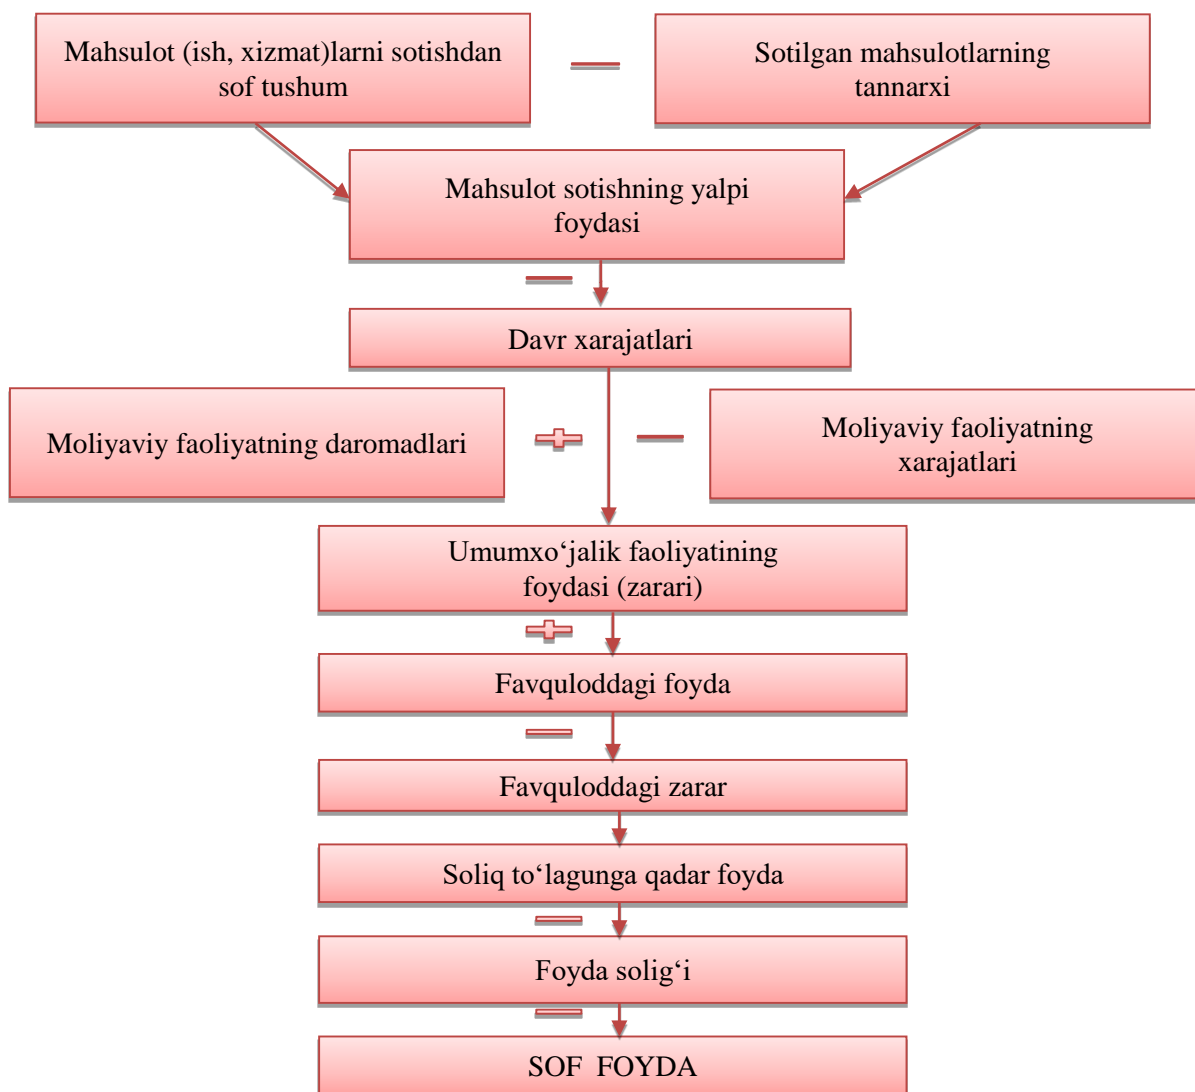 Mahsulot (ish, xizmat)larni sotishdan
sof tushum
Sotilgan mahsulotlarning
tannarxi
Mahsulot sotishning yalpi
foydasi
Davr xarajatlari
Moliyaviy faoliyatning daromadlari
Moliyaviy faoliyatning
xarajatlari
Umumxo‘jalik faoliyatining
foydasi (zarari)
Favquloddagi foyda
Favquloddagi zarar
Soliq to‘lagunga qadar foyda
Foyda solig‘i
SOF FOYDA